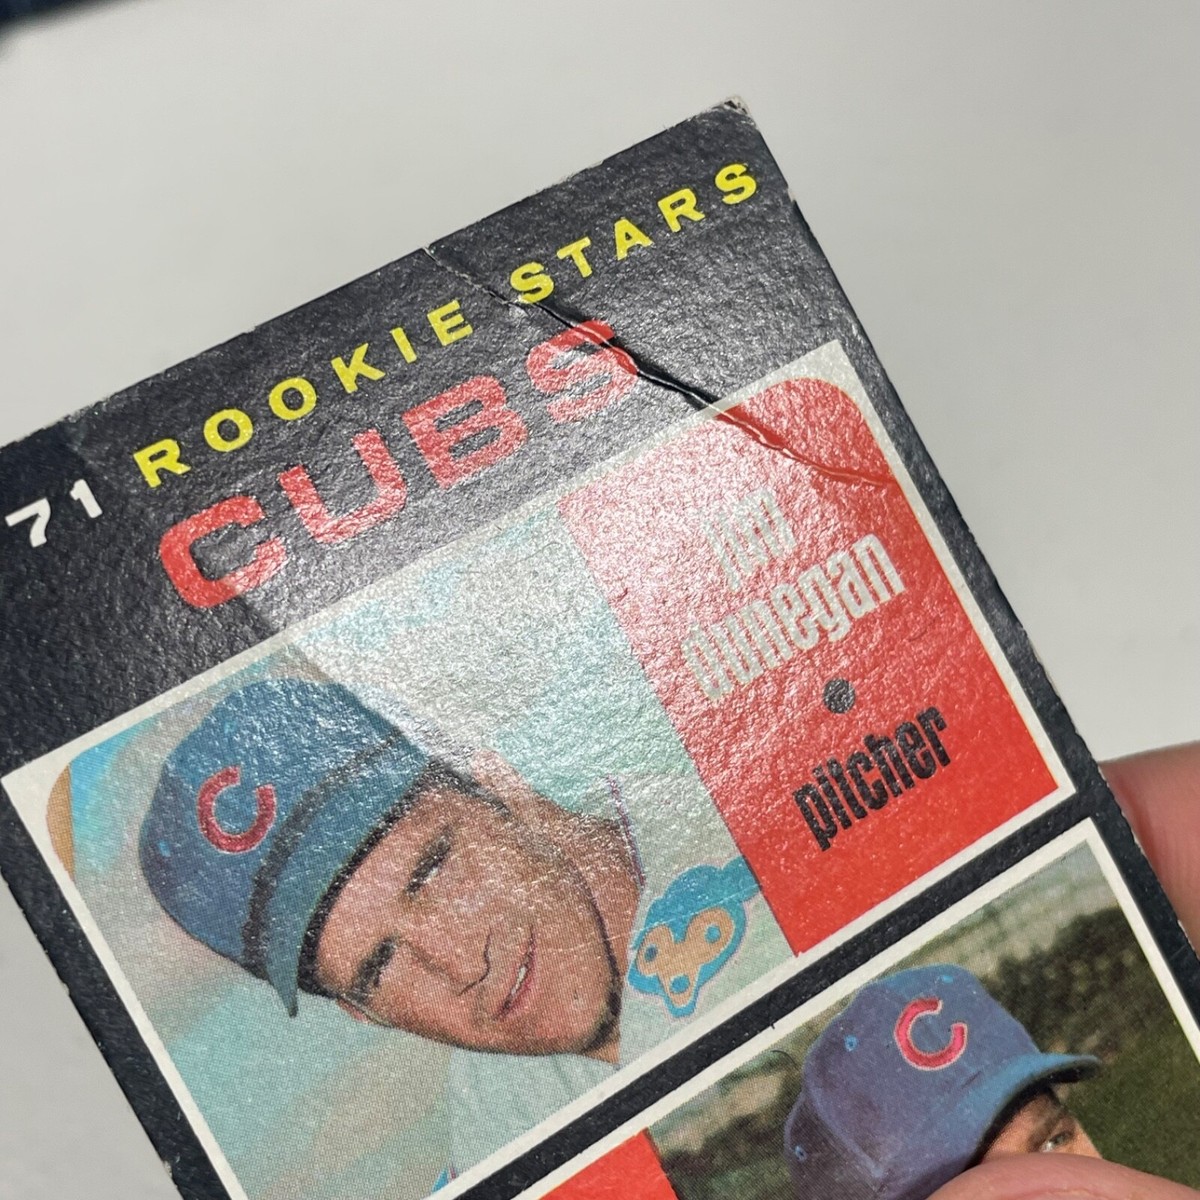 71 ROOKIE STARS
CUBS
jim
dunegan
pitcher
C
C